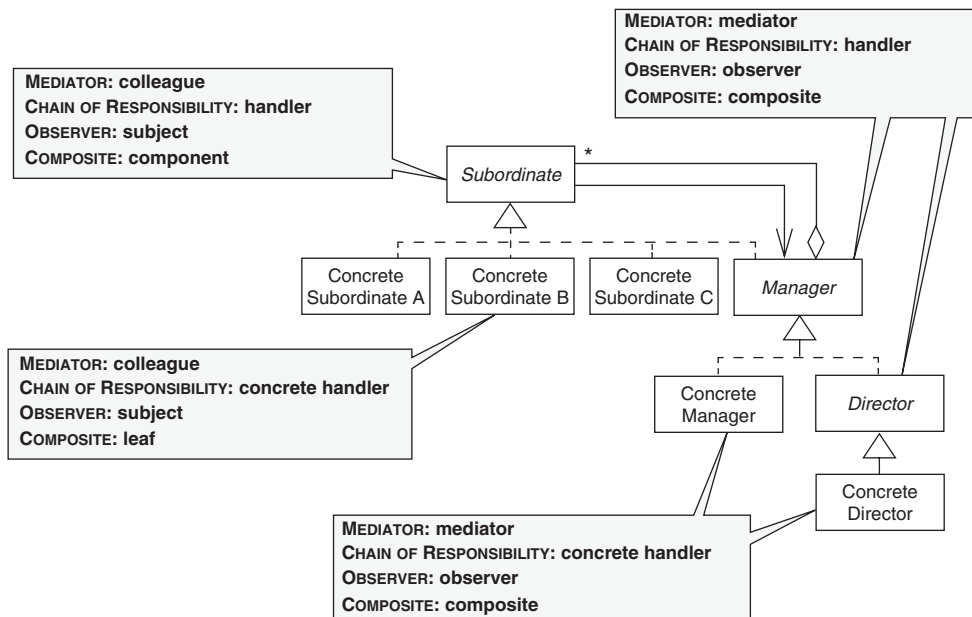 MEDIATOR: mediator
CHAIN OF RESPONSIBILITY: handler
OBSERVER: observer
COMPOSITE: composite
MEDIATOR: colleague
CHAIN OF RESPONSIBILITY: handler
OBSERVER: subject
COMPOSITE: component
Subordinate
*
Concrete
Subordinate A
Concrete
Subordinate B
Concrete
Subordinate C
Manager
MEDIATOR: colleague
CHAIN OF RESPONSIBILITY: concrete handler
OBSERVER: subject
COMPOSITE: leaf
Concrete
Manager
Director
Concrete
Director
MEDIATOR: mediator
CHAIN OF RESPONSIBILITY: concrete handler
OBSERVER: observer
COMPOSITE: composite